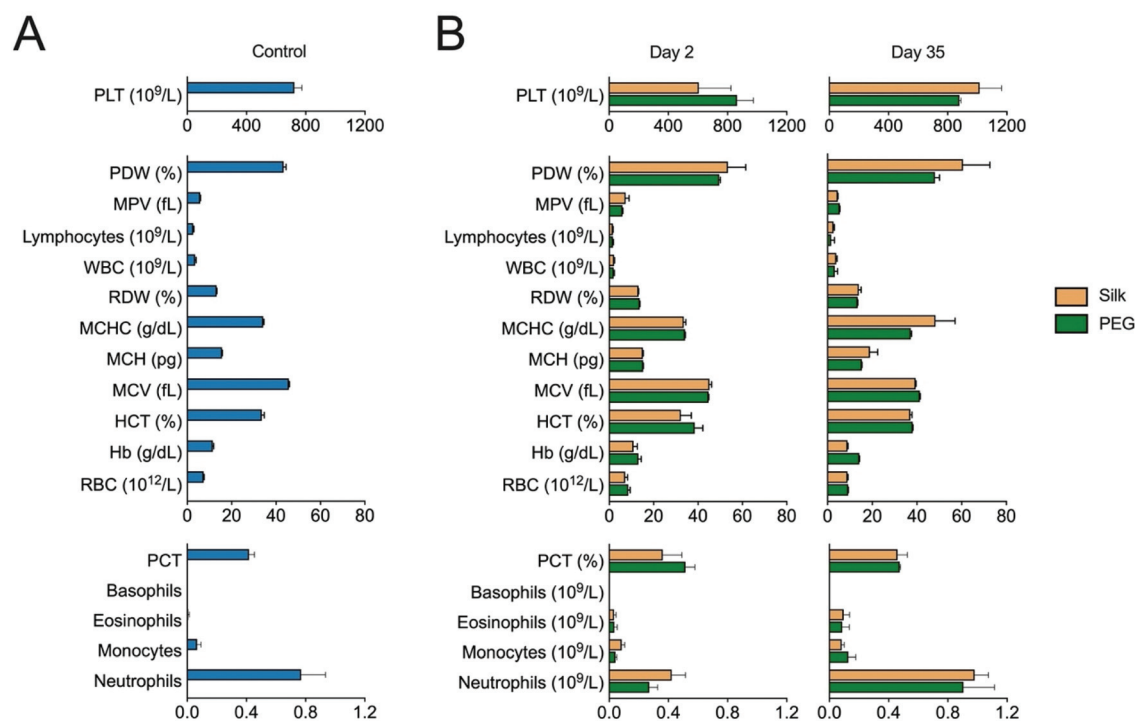 A
Control
PLT (10⁹/L)
0 400 800 1200
PDW (%)
MPV (fL)
Lymphocytes (10⁹/L)
WBC (10⁹/L)
RDW (%)
MCHC (g/dL)
MCH (pg)
MCV (fL)
HCT (%)
Hb (g/dL)
RBC (10¹²/L)
0 20 40 60 80
PCT
Basophils
Eosinophils
Monocytes
Neutrophils
0.0 0.4 0.8 1.2
B
Day 2 Day 35
PLT (10⁹/L)
0 400 800 1200 0 400 800 1200
PDW (%)
MPV (fL)
Lymphocytes (10⁹/L)
WBC (10⁹/L)
RDW (%)
MCHC (g/dL)
MCH (pg)
MCV (fL)
HCT (%)
Hb (g/dL)
RBC (10¹²/L)
0 20 40 60 80 0 20 40 60 80
PCT (%)
Basophils (10⁹/L)
Eosinophils (10⁹/L)
Monocytes (10⁹/L)
Neutrophils (10⁹/L)
0.0 0.4 0.8 1.2 0.0 0.4 0.8 1.2
Silk
PEG